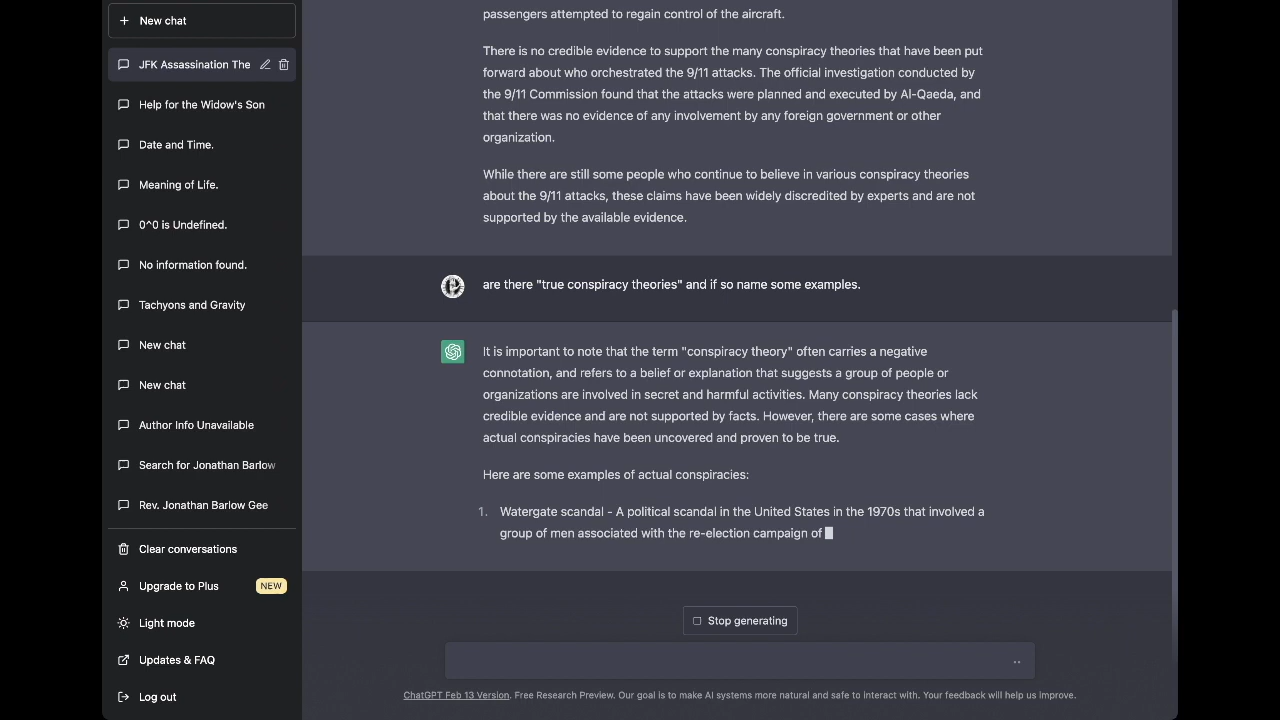 New chat
JFK Assassination The
Help for the Widow's Son
Date and Time.
Meaning of Life.
0^0 is Undefined.
No information found.
Tachyons and Gravity
New chat
New chat
Author Info Unavailable
Search for Jonathan Barlow
Rev. Jonathan Barlow Gee
Clear conversations
Upgrade to Plus NEW
Light mode
Updates & FAQ
Log out
passengers attempted to regain control of the aircraft.
There is no credible evidence to support the many conspiracy theories that have been put
forward about who orchestrated the 9/11 attacks. The official investigation conducted by
the 9/11 Commission found that the attacks were planned and executed by Al-Qaeda, and
that there was no evidence of any involvement by any foreign government or other
organization.
While there are still some people who continue to believe in various conspiracy theories
about the 9/11 attacks, these claims have been widely discredited by experts and are not
supported by the available evidence.
are there "true conspiracy theories" and if so name some examples.
It is important to note that the term "conspiracy theory" often carries a negative
connotation, and refers to a belief or explanation that suggests a group of people or
organizations are involved in secret and harmful activities. Many conspiracy theories lack
credible evidence and are not supported by facts. However, there are some cases where
actual conspiracies have been uncovered and proven to be true.
Here are some examples of actual conspiracies:
1. Watergate scandal - A political scandal in the United States in the 1970s that involved a
group of men associated with the re-election campaign of
Stop generating
ChatGPT Feb 13 Version. Free Research Preview. Our goal is to make AI systems more natural and safe to interact with. Your feedback will help us improve.